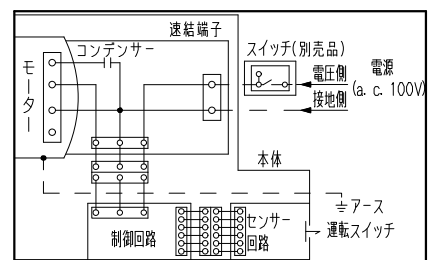 速結端子
コンデンサー
スイッチ(別売品)
モーター
電圧側
電源
(a. c. 100V)
接地側
本体
アース
制御回路
センサー
回路
運転スイッチ